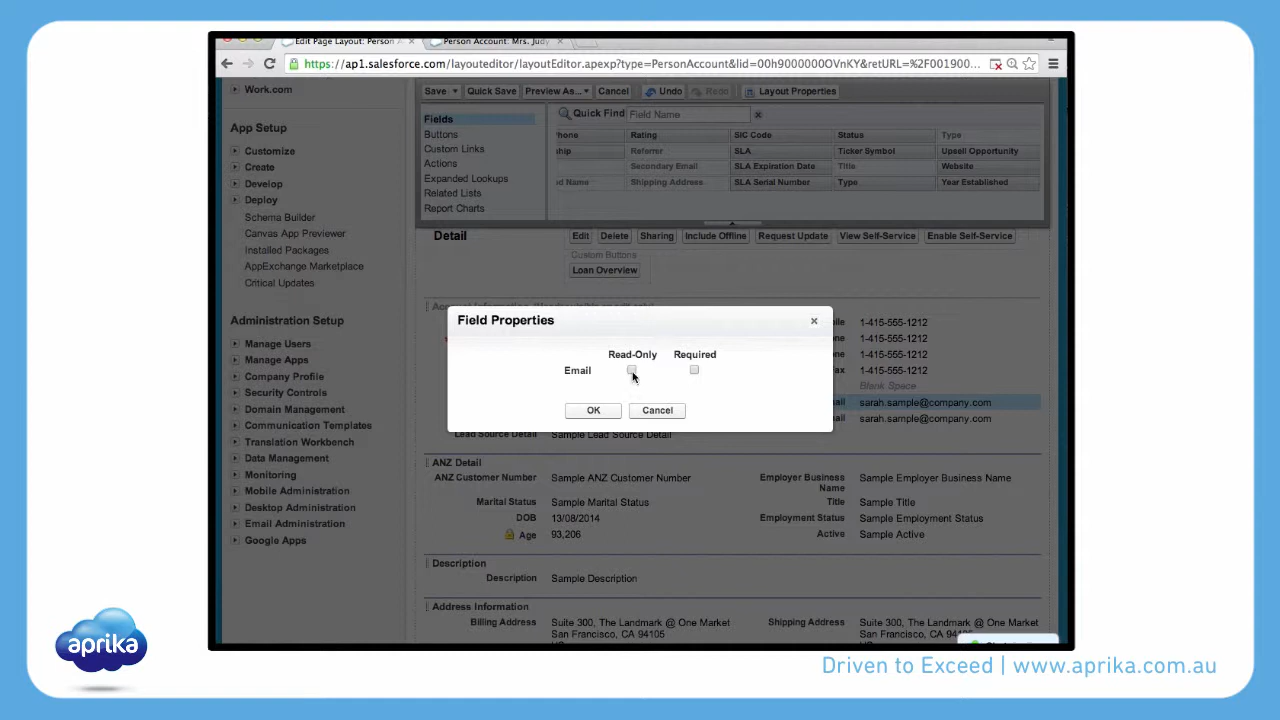 Edit Page Layout: Person A
Person Account: Mrs. Judy
https://ap1.salesforce.com/layouteditor/layoutEditor.apexp?type=PersonAccount&lid=00h9000000OVnKY&retURL=%2F001900...
Work.com
App Setup
Customize
Create
Develop
Deploy
Schema Builder
Canvas App Previewer
Installed Packages
AppExchange Marketplace
Critical Updates
Administration Setup
Manage Users
Manage Apps
Company Profile
Security Controls
Domain Management
Communication Templates
Translation Workbench
Data Management
Monitoring
Mobile Administration
Desktop Administration
Email Administration
Google Apps
Save Quick Save Preview As... Cancel Undo Redo Layout Properties
Fields
Buttons
Custom Links
Actions
Expanded Lookups
Related Lists
Report Charts
Quick Find Field Name
hone Rating SIC Code Status Type
ship Referrer SLA Ticker Symbol Upsell Opportunity
Secondary Email SLA Expiration Date Title Website
d Name Shipping Address SLA Serial Number Type Year Established
Detail
Edit Delete Sharing Include Offline Request Update View Self-Service Enable Self-Service
Custom Buttons
Loan Overview
Field Properties
Read-Only Required
Email
OK Cancel
1-415-555-1212
1-415-555-1212
1-415-555-1212
1-415-555-1212
Blank Space
sarah.sample@company.com
sarah.sample@company.com
Lead Source Detail Sample Lead Source Detail
ANZ Detail
ANZ Customer Number Sample ANZ Customer Number Employer Business Name Sample Employer Business Name
Marital Status Sample Marital Status Title Sample Title
DOB 13/08/2014 Employment Status Sample Employment Status
Age 93,206 Active Sample Active
Description
Description Sample Description
Address Information
Billing Address Suite 300, The Landmark @ One Market Shipping Address Suite 300, The Landmark @ One Market
San Francisco, CA 94105 San Francisco, CA 94105
aprika
Driven to Exceed | www.aprika.com.au